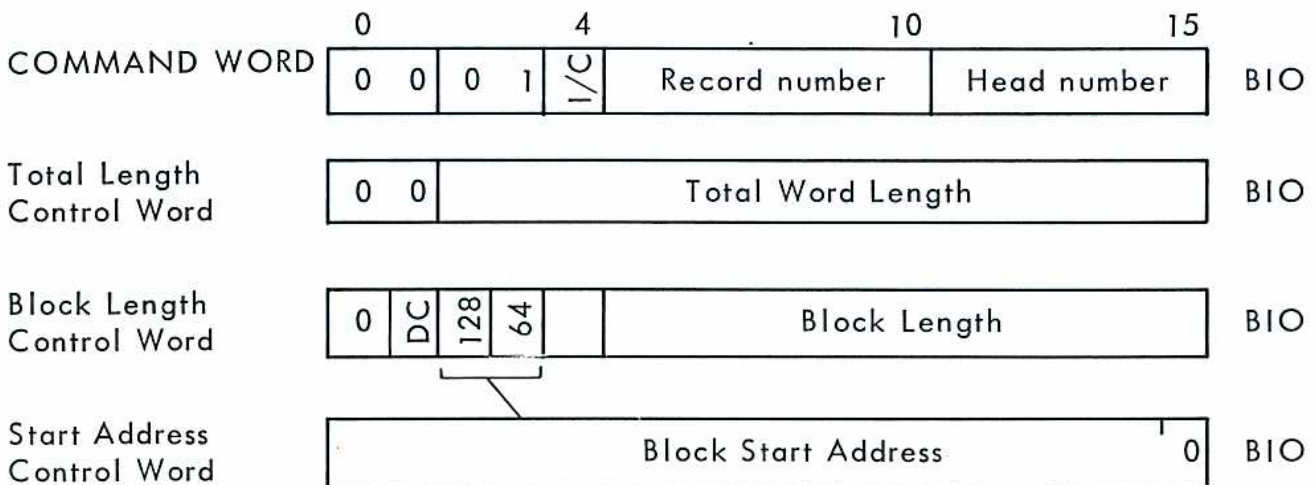 0 4 10 15
COMMAND WORD 0 0 0 1 I/C Record number Head number BIO
Total Length
Control Word 0 0 Total Word Length BIO
Block Length
Control Word 0 DC 128 64 Block Length BIO
Start Address
Control Word Block Start Address 0 BIO